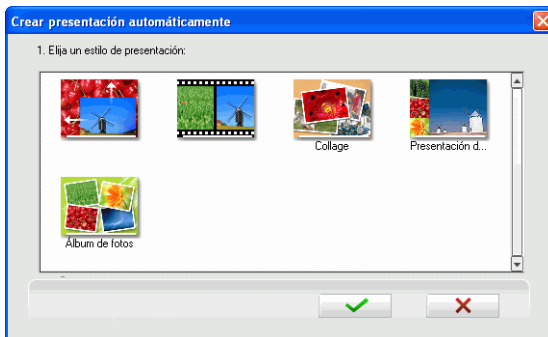 Crear presentación automáticamente
1. Elija un estilo de presentación:
Collage
Presentación d...
Álbum de fotos